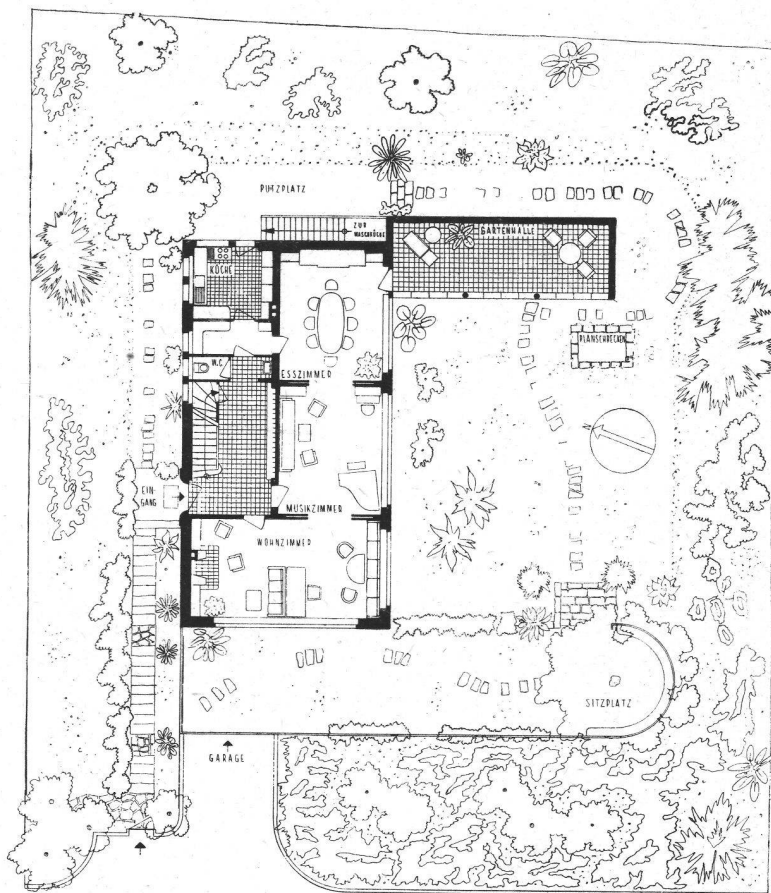 PUTZPLATZ
ZUR
WASCHKÜCHE
GARTENHALLE
KÜCHE
PLANSCHBECKEN
W.C.
ESSZIMMER
N
EIN-
GANG
MUSIKZIMMER
WOHNZIMMER
SITZPLATZ
GARAGE